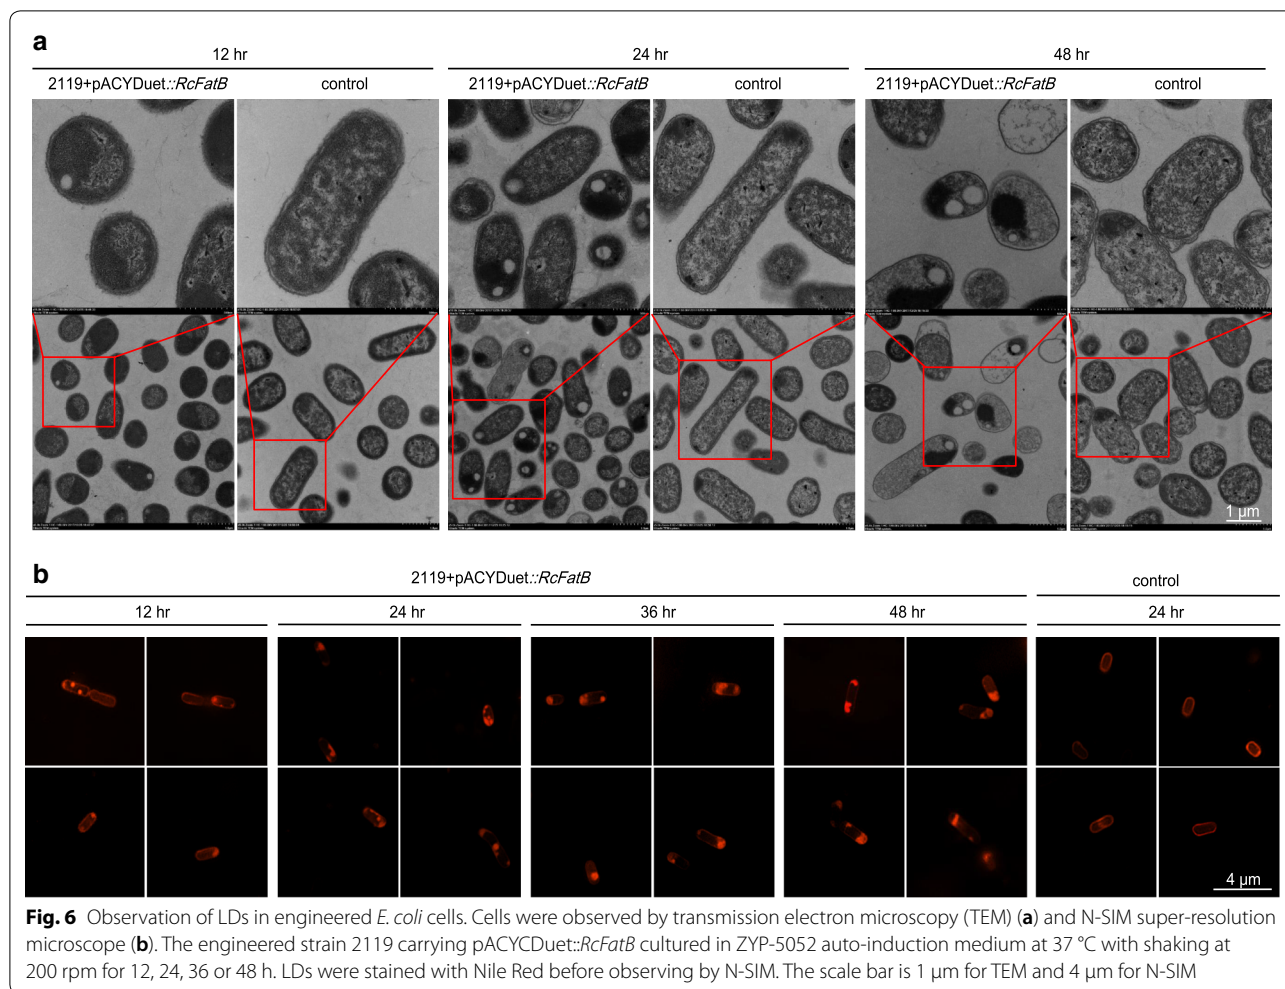 a
12 hr
24 hr
48 hr
2119+pACYDuet::RcFatB
control
2119+pACYDuet::RcFatB
control
2119+pACYDuet::RcFatB
control
1 µm
b
2119+pACYDuet::RcFatB
control
12 hr
24 hr
36 hr
48 hr
24 hr
4 µm
Fig. 6 Observation of LDs in engineered E. coli cells. Cells were observed by transmission electron microscopy (TEM) (a) and N-SIM super-resolution
microscope (b). The engineered strain 2119 carrying pACYCDuet::RcFatB cultured in ZYP-5052 auto-induction medium at 37 °C with shaking at
200 rpm for 12, 24, 36 or 48 h. LDs were stained with Nile Red before observing by N-SIM. The scale bar is 1 µm for TEM and 4 µm for N-SIM